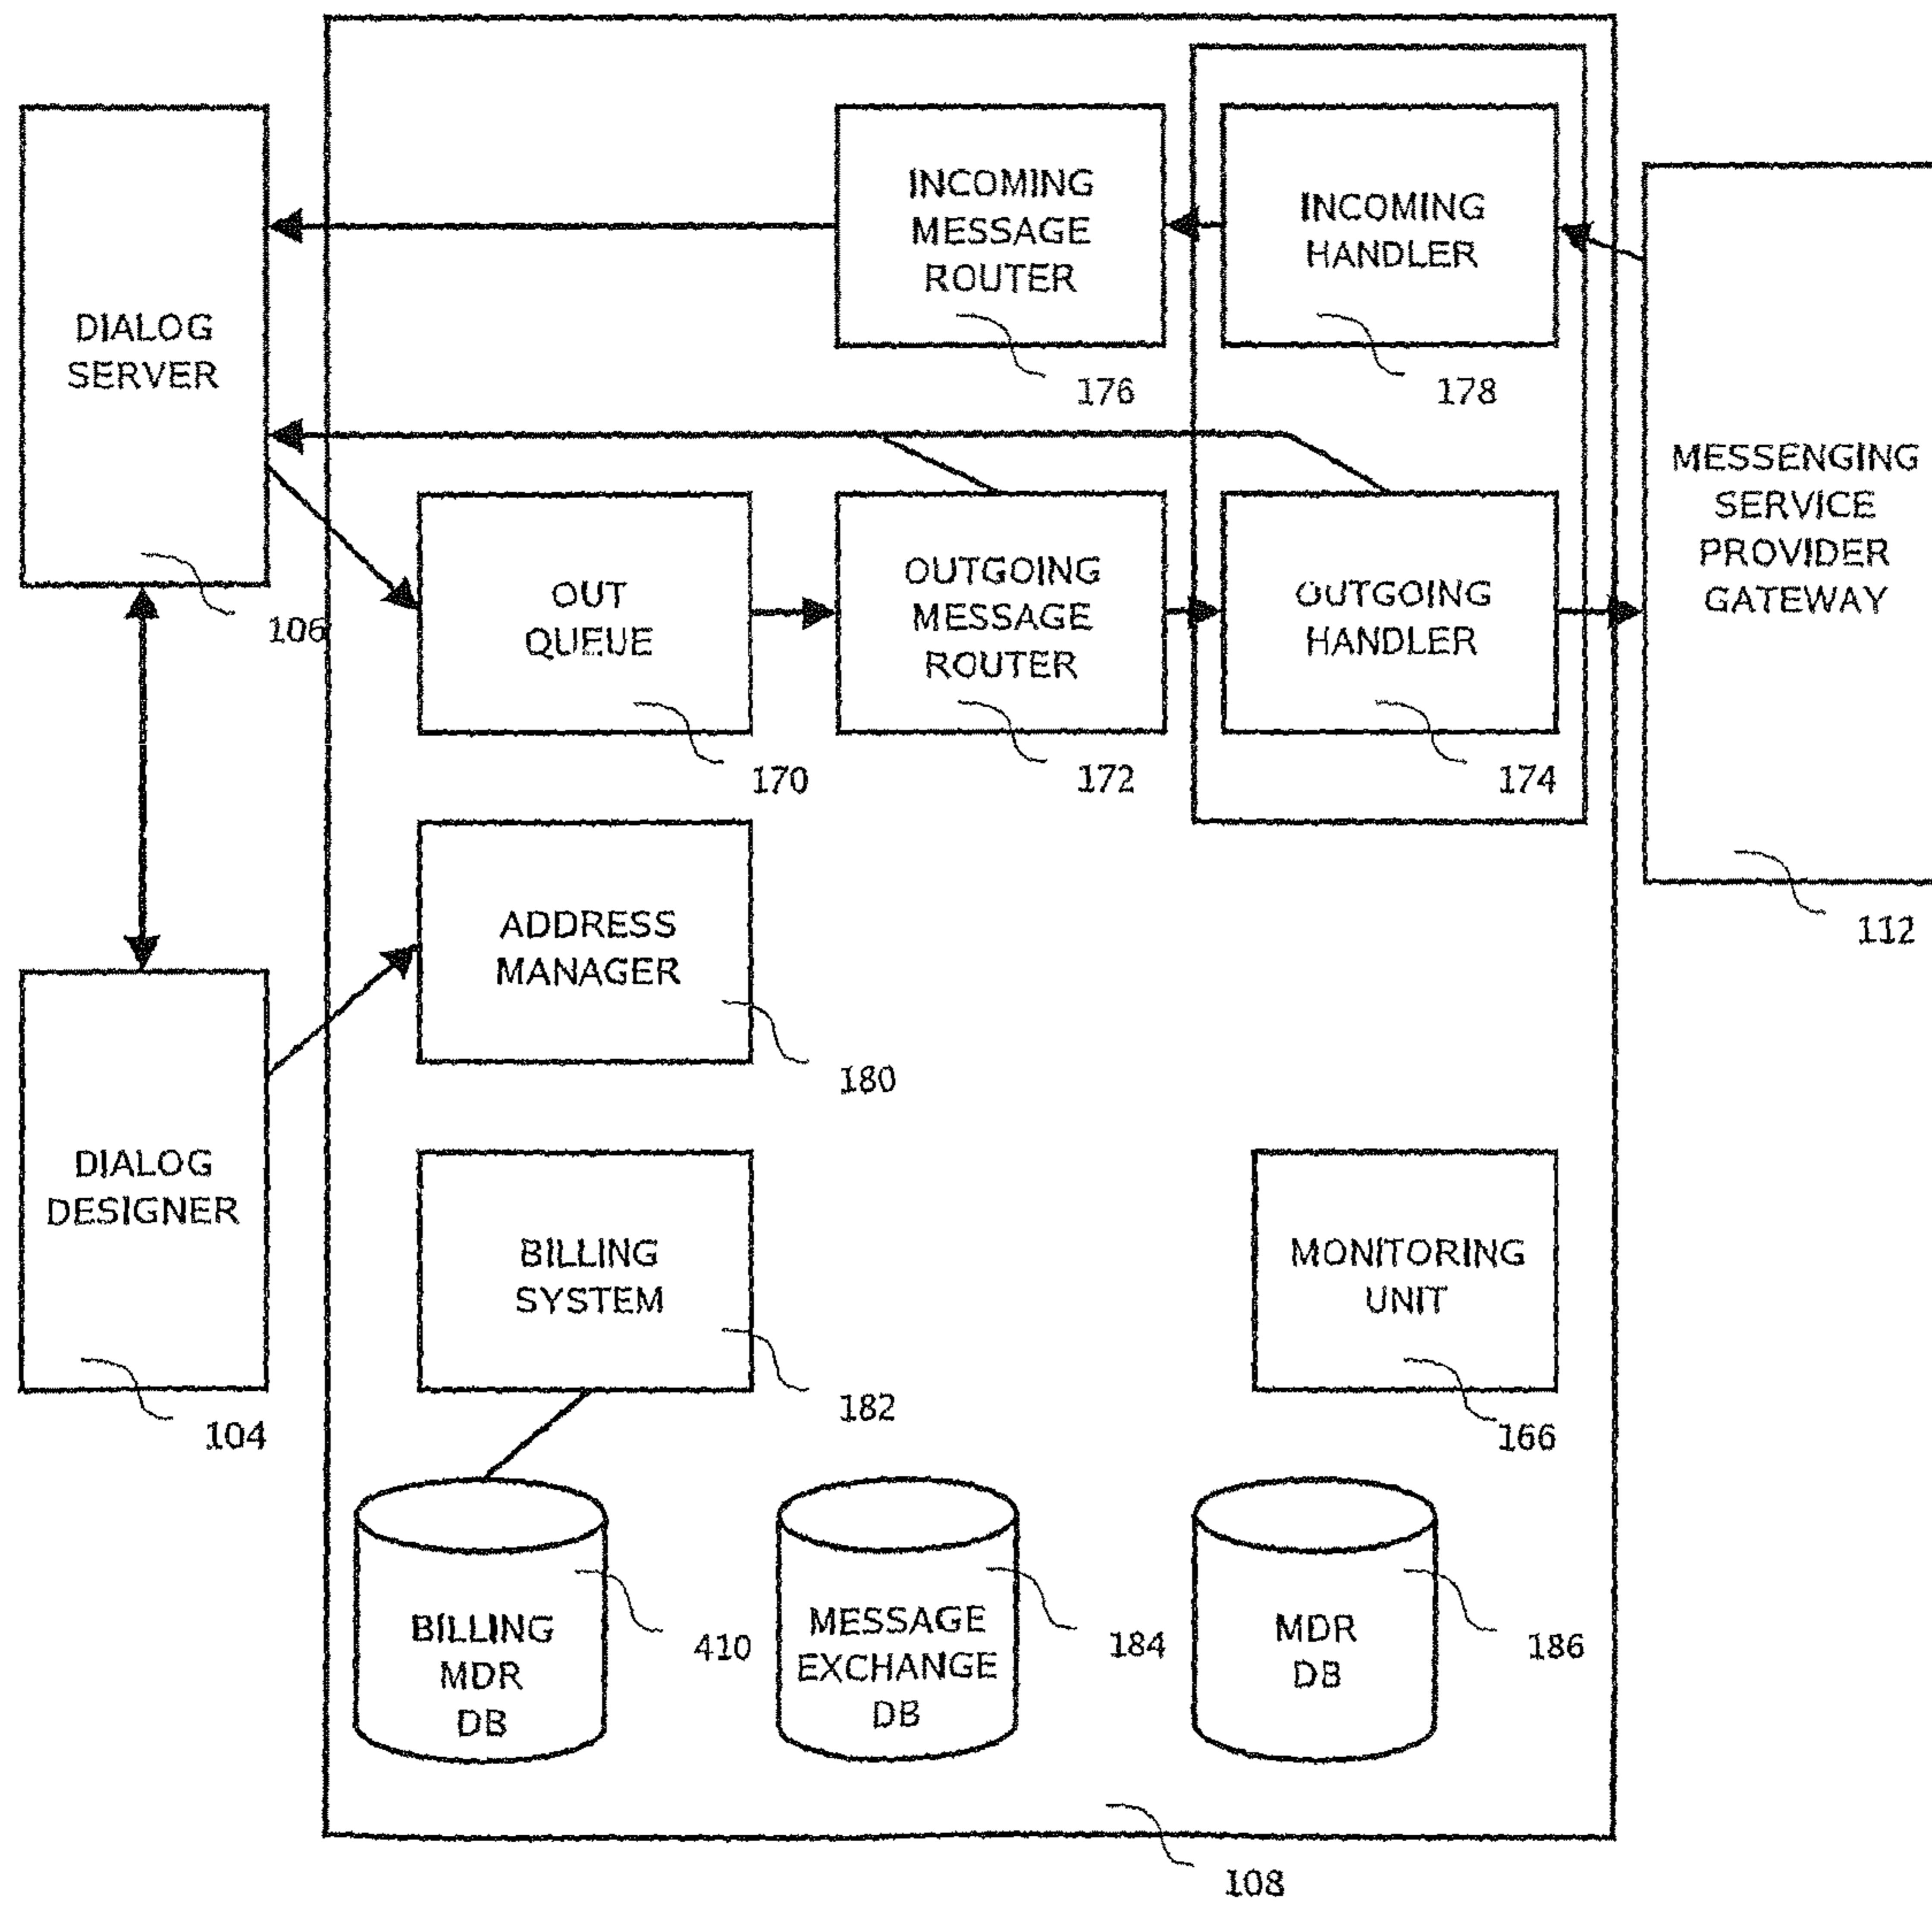 INCOMING
MESSAGE
ROUTER
176
INCOMING
HANDLER
178
DIALOG
SERVER
106
MESSENGING
SERVICE
PROVIDER
GATEWAY
112
OUT
QUEUE
170
OUTGOING
MESSAGE
ROUTER
172
OUTGOING
HANDLER
174
ADDRESS
MANAGER
180
DIALOG
DESIGNER
104
BILLING
SYSTEM
182
MONITORING
UNIT
166
BILLING
MDR
DB
410
MESSAGE
EXCHANGE
DB
184
MDR
DB
186
108